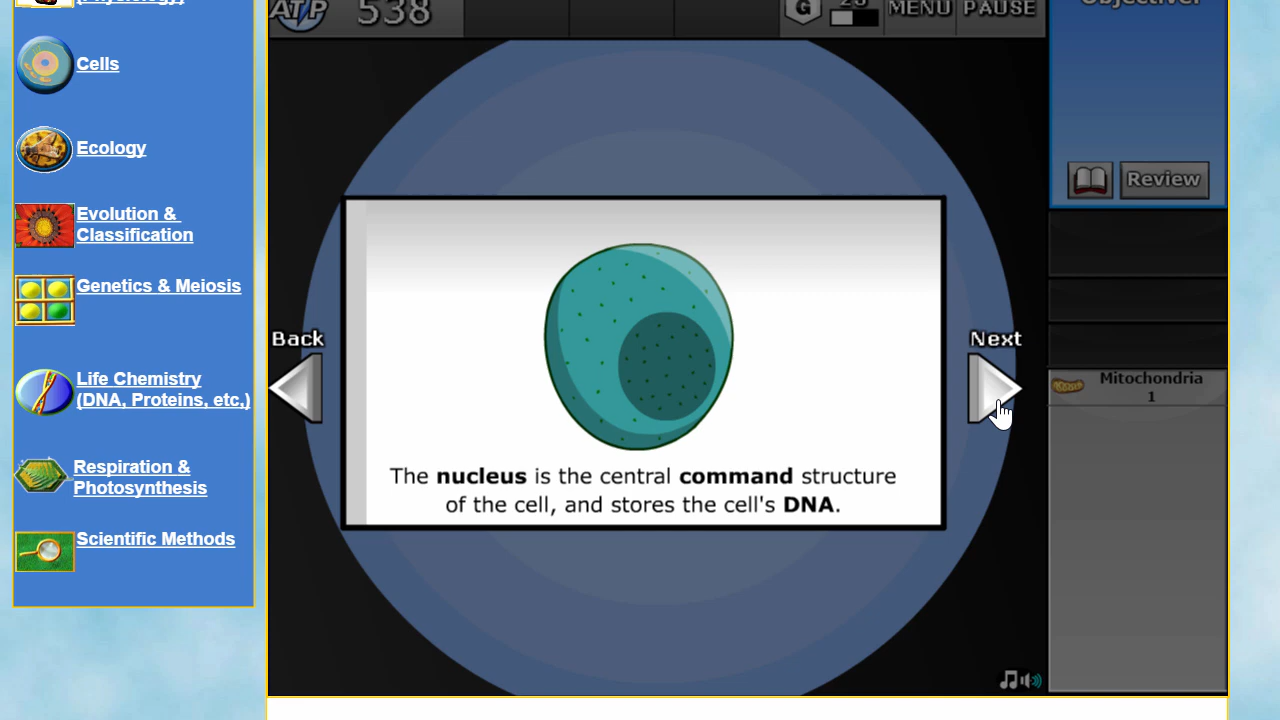 (Physiology)
Cells
Ecology
Evolution &
Classification
Genetics & Meiosis
Life Chemistry
(DNA, Proteins, etc,)
Respiration &
Photosynthesis
Scientific Methods
ATP 538
G
MENU PAUSE
Back
Next
The nucleus is the central command structure
of the cell, and stores the cell's DNA.
Review
Mitochondria
1